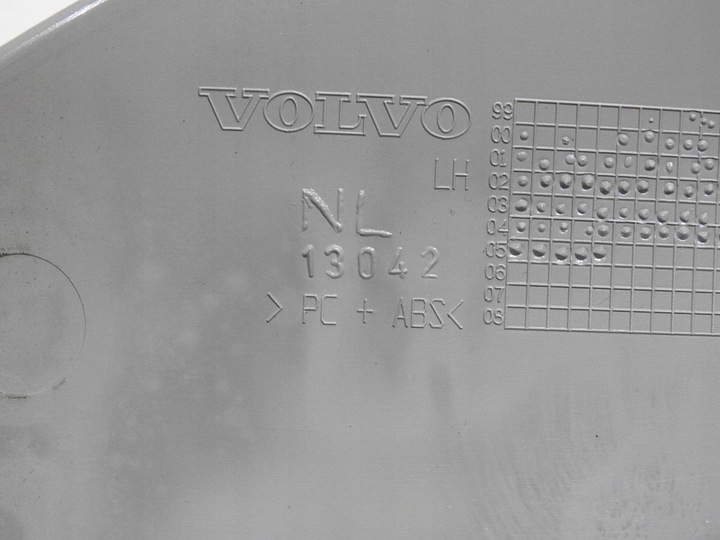 VOLVO
LH
NL
13042
> PC + ABS<
99
00
01
02
03
04
05
06
07
08